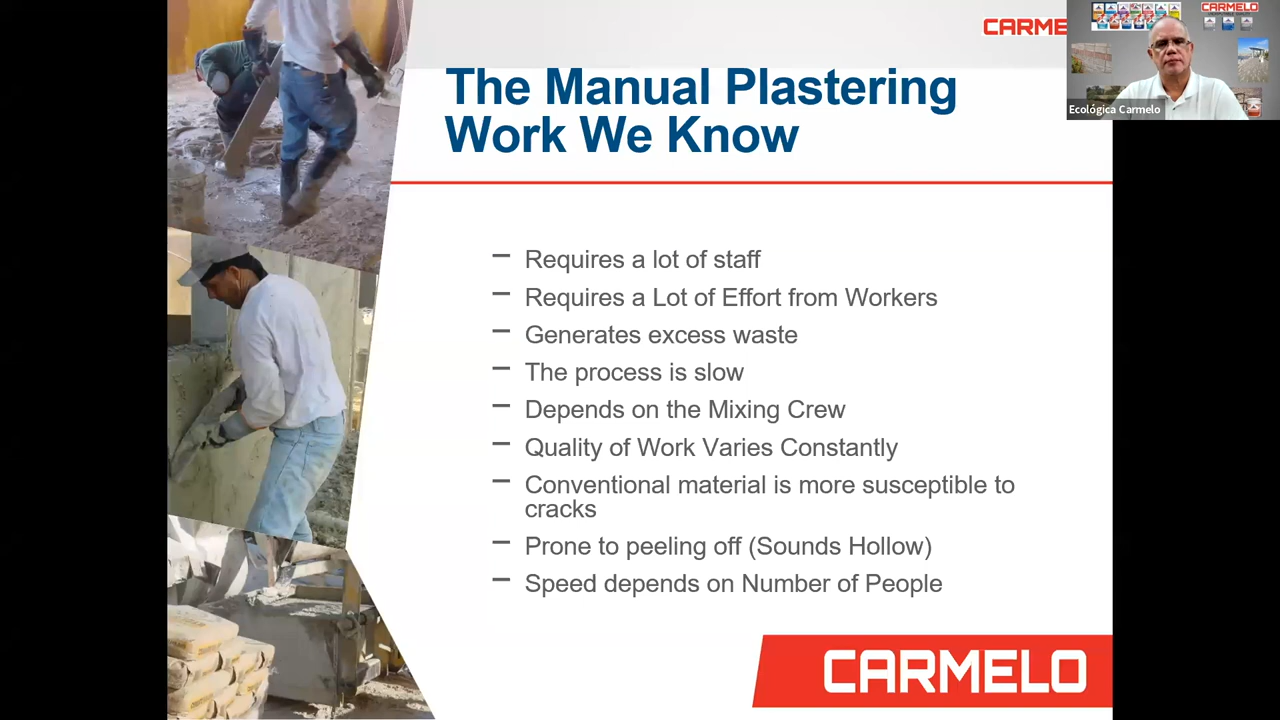 CARME
CARMELO
Ecológica Carmelo
The Manual Plastering
Work We Know
– Requires a lot of staff
– Requires a Lot of Effort from Workers
– Generates excess waste
– The process is slow
– Depends on the Mixing Crew
– Quality of Work Varies Constantly
– Conventional material is more susceptible to
cracks
– Prone to peeling off (Sounds Hollow)
– Speed depends on Number of People
CARMELO